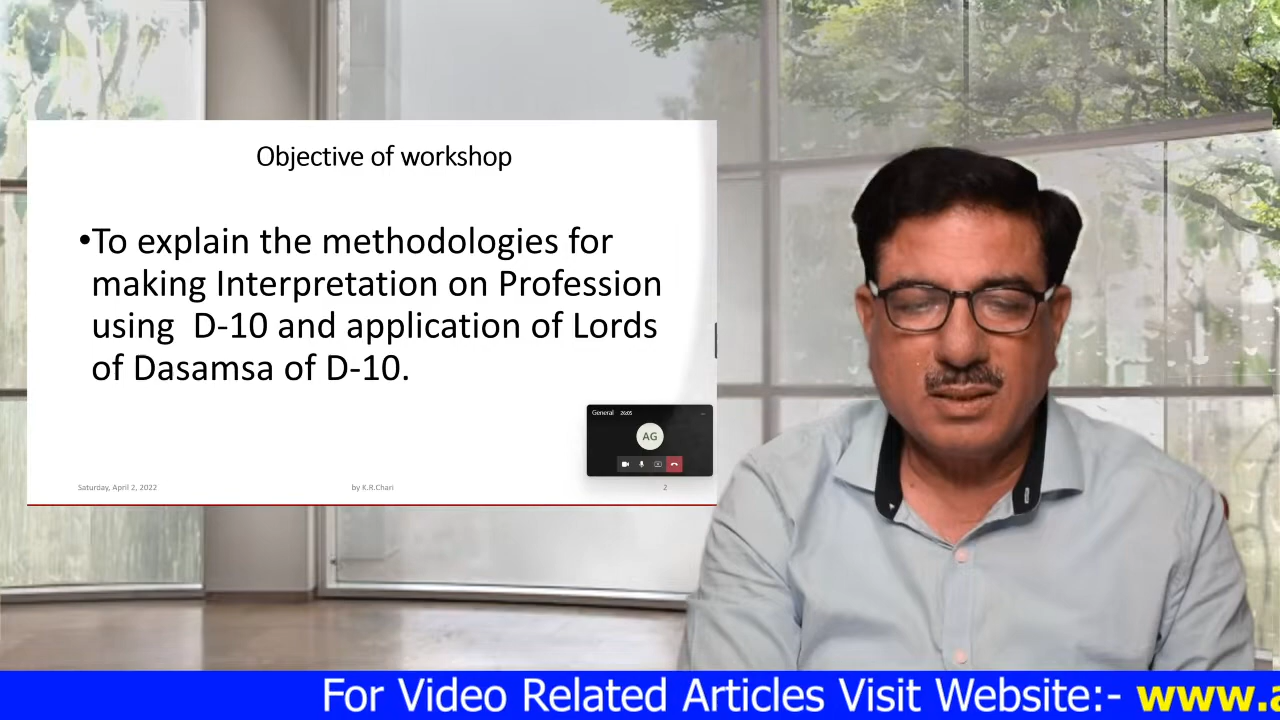 Objective of workshop
•To explain the methodologies for
making Interpretation on Profession
using D-10 and application of Lords
of Dasamsa of D-10.
General 26:05
AG
Saturday, April 2, 2022
by K.R.Chari
2
For Video Related Articles Visit Website:- www.a